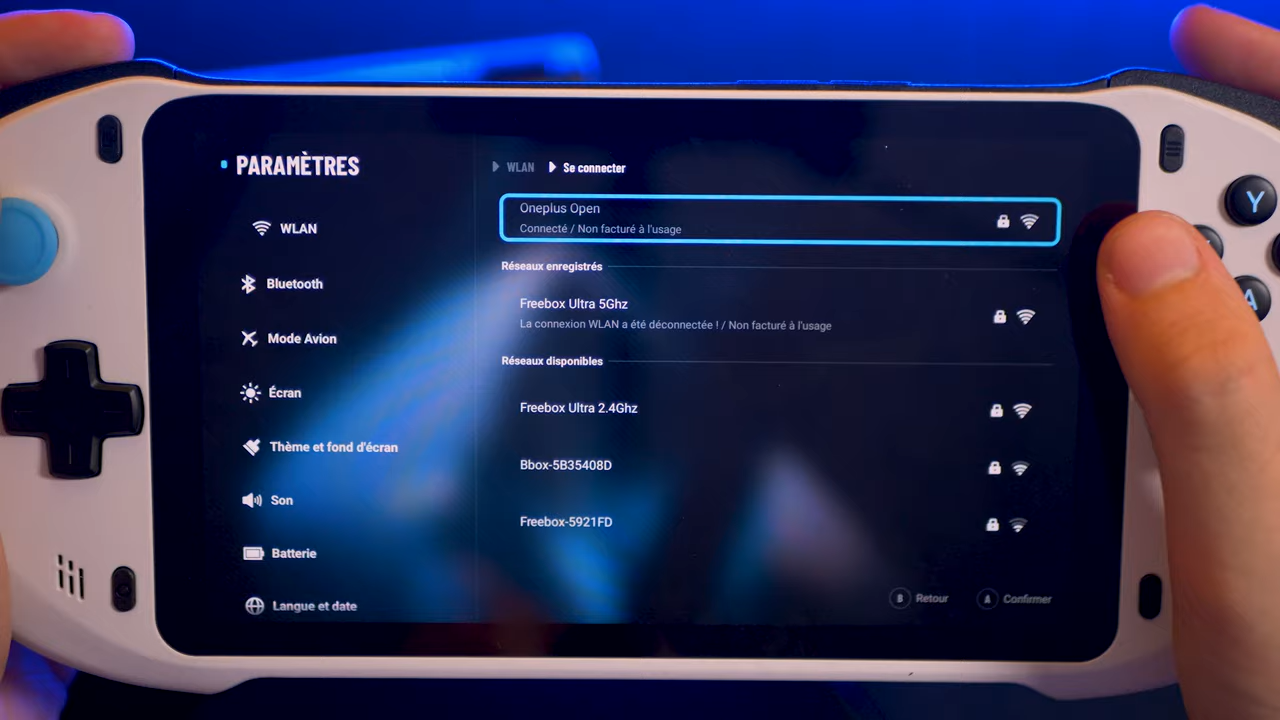 PARAMÈTRES
WLAN
Bluetooth
Mode Avion
Écran
Thème et fond d'écran
Son
Batterie
Langue et date
WLAN Se connecter
Oneplus Open
Connecté / Non facturé à l'usage
Réseaux enregistrés
Freebox Ultra 5Ghz
La connexion WLAN a été déconnectée ! / Non facturé à l'usage
Réseaux disponibles
Freebox Ultra 2.4Ghz
Bbox-5B35408D
Freebox-5921FD
B Retour A Confirmer
Y
A